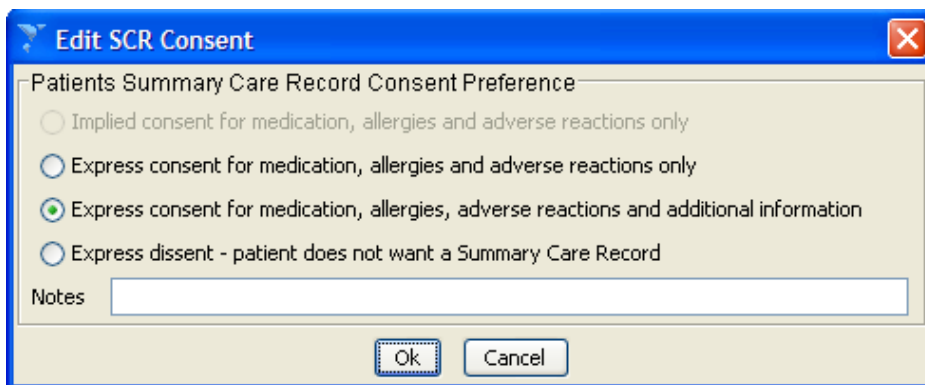 Edit SCR Consent
Patients Summary Care Record Consent Preference
Implied consent for medication, allergies and adverse reactions only
Express consent for medication, allergies and adverse reactions only
Express consent for medication, allergies, adverse reactions and additional information
Express dissent - patient does not want a Summary Care Record
Notes
Ok Cancel